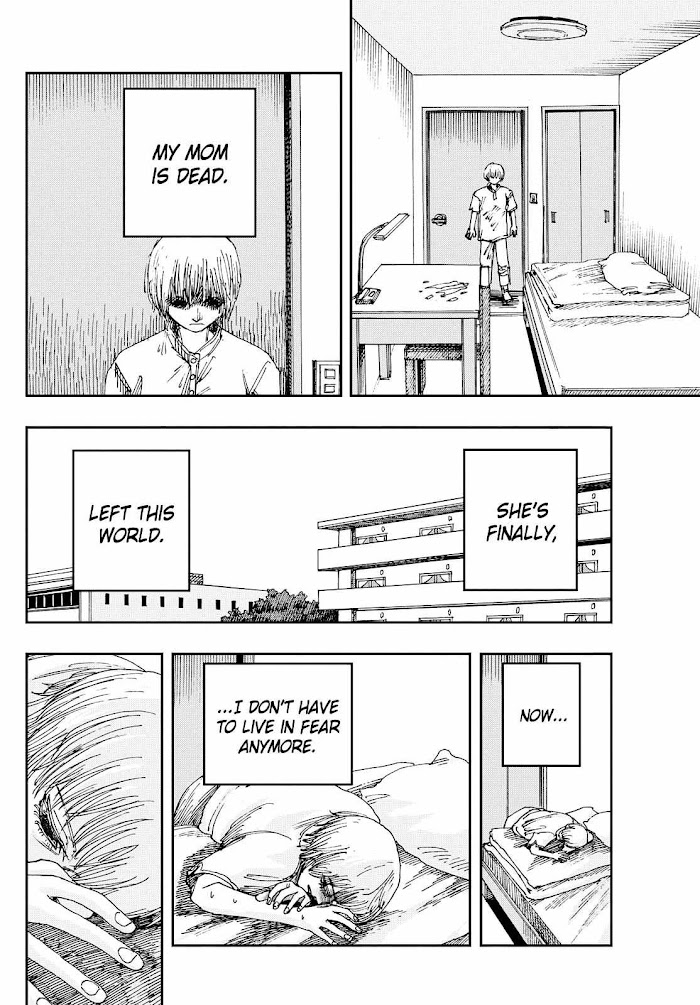 MY MOM
IS DEAD.
SHE'S
FINALLY,
LEFT THIS
WORLD.
NOW...
...I DON'T HAVE
TO LIVE IN FEAR
ANYMORE.